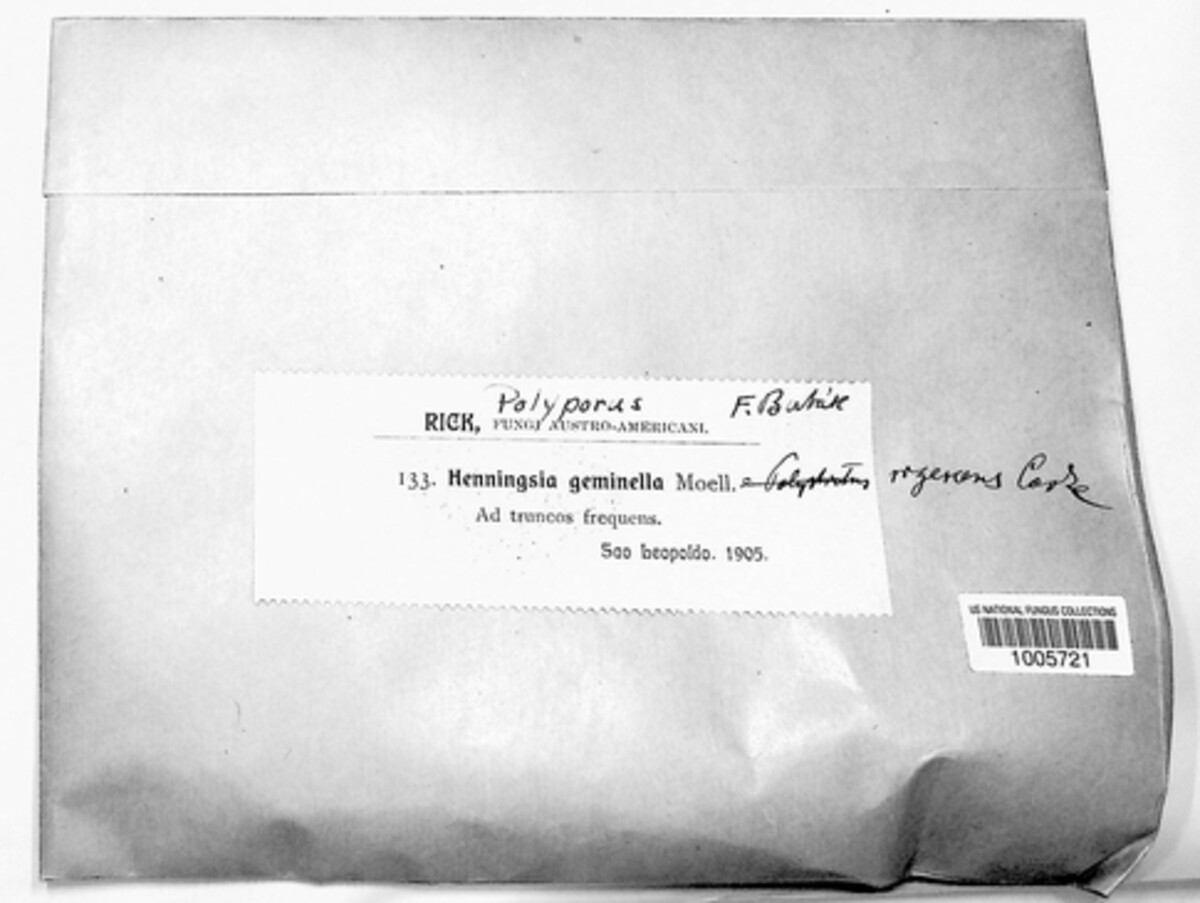 Polyporus F. Bubák
RICK, FUNGI AUSTRO-AMERICANI.
133. Henningsia geminella Moell. = Polystictus rigescens Cooke
Ad truncos frequens.
Sao Leopoldo. 1905.
US NATIONAL FUNGUS COLLECTIONS
1005721